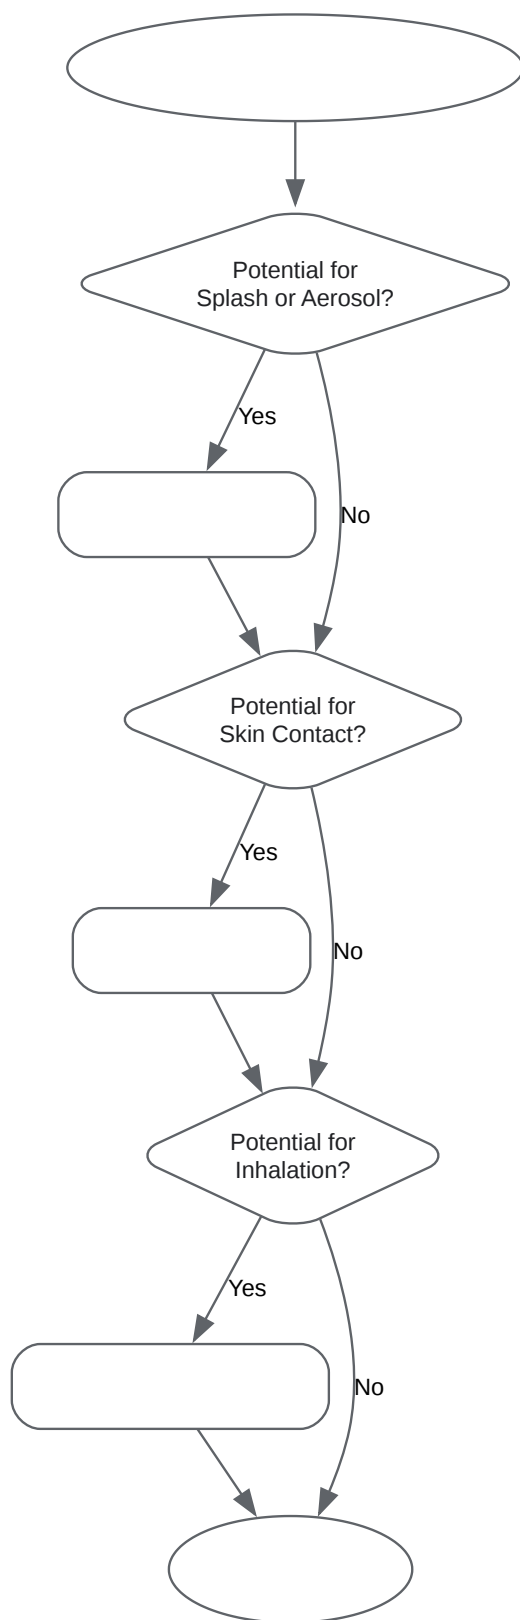 Potential for
Splash or Aerosol?
Yes
No
Potential for
Skin Contact?
Yes
No
Potential for
Inhalation?
Yes
No